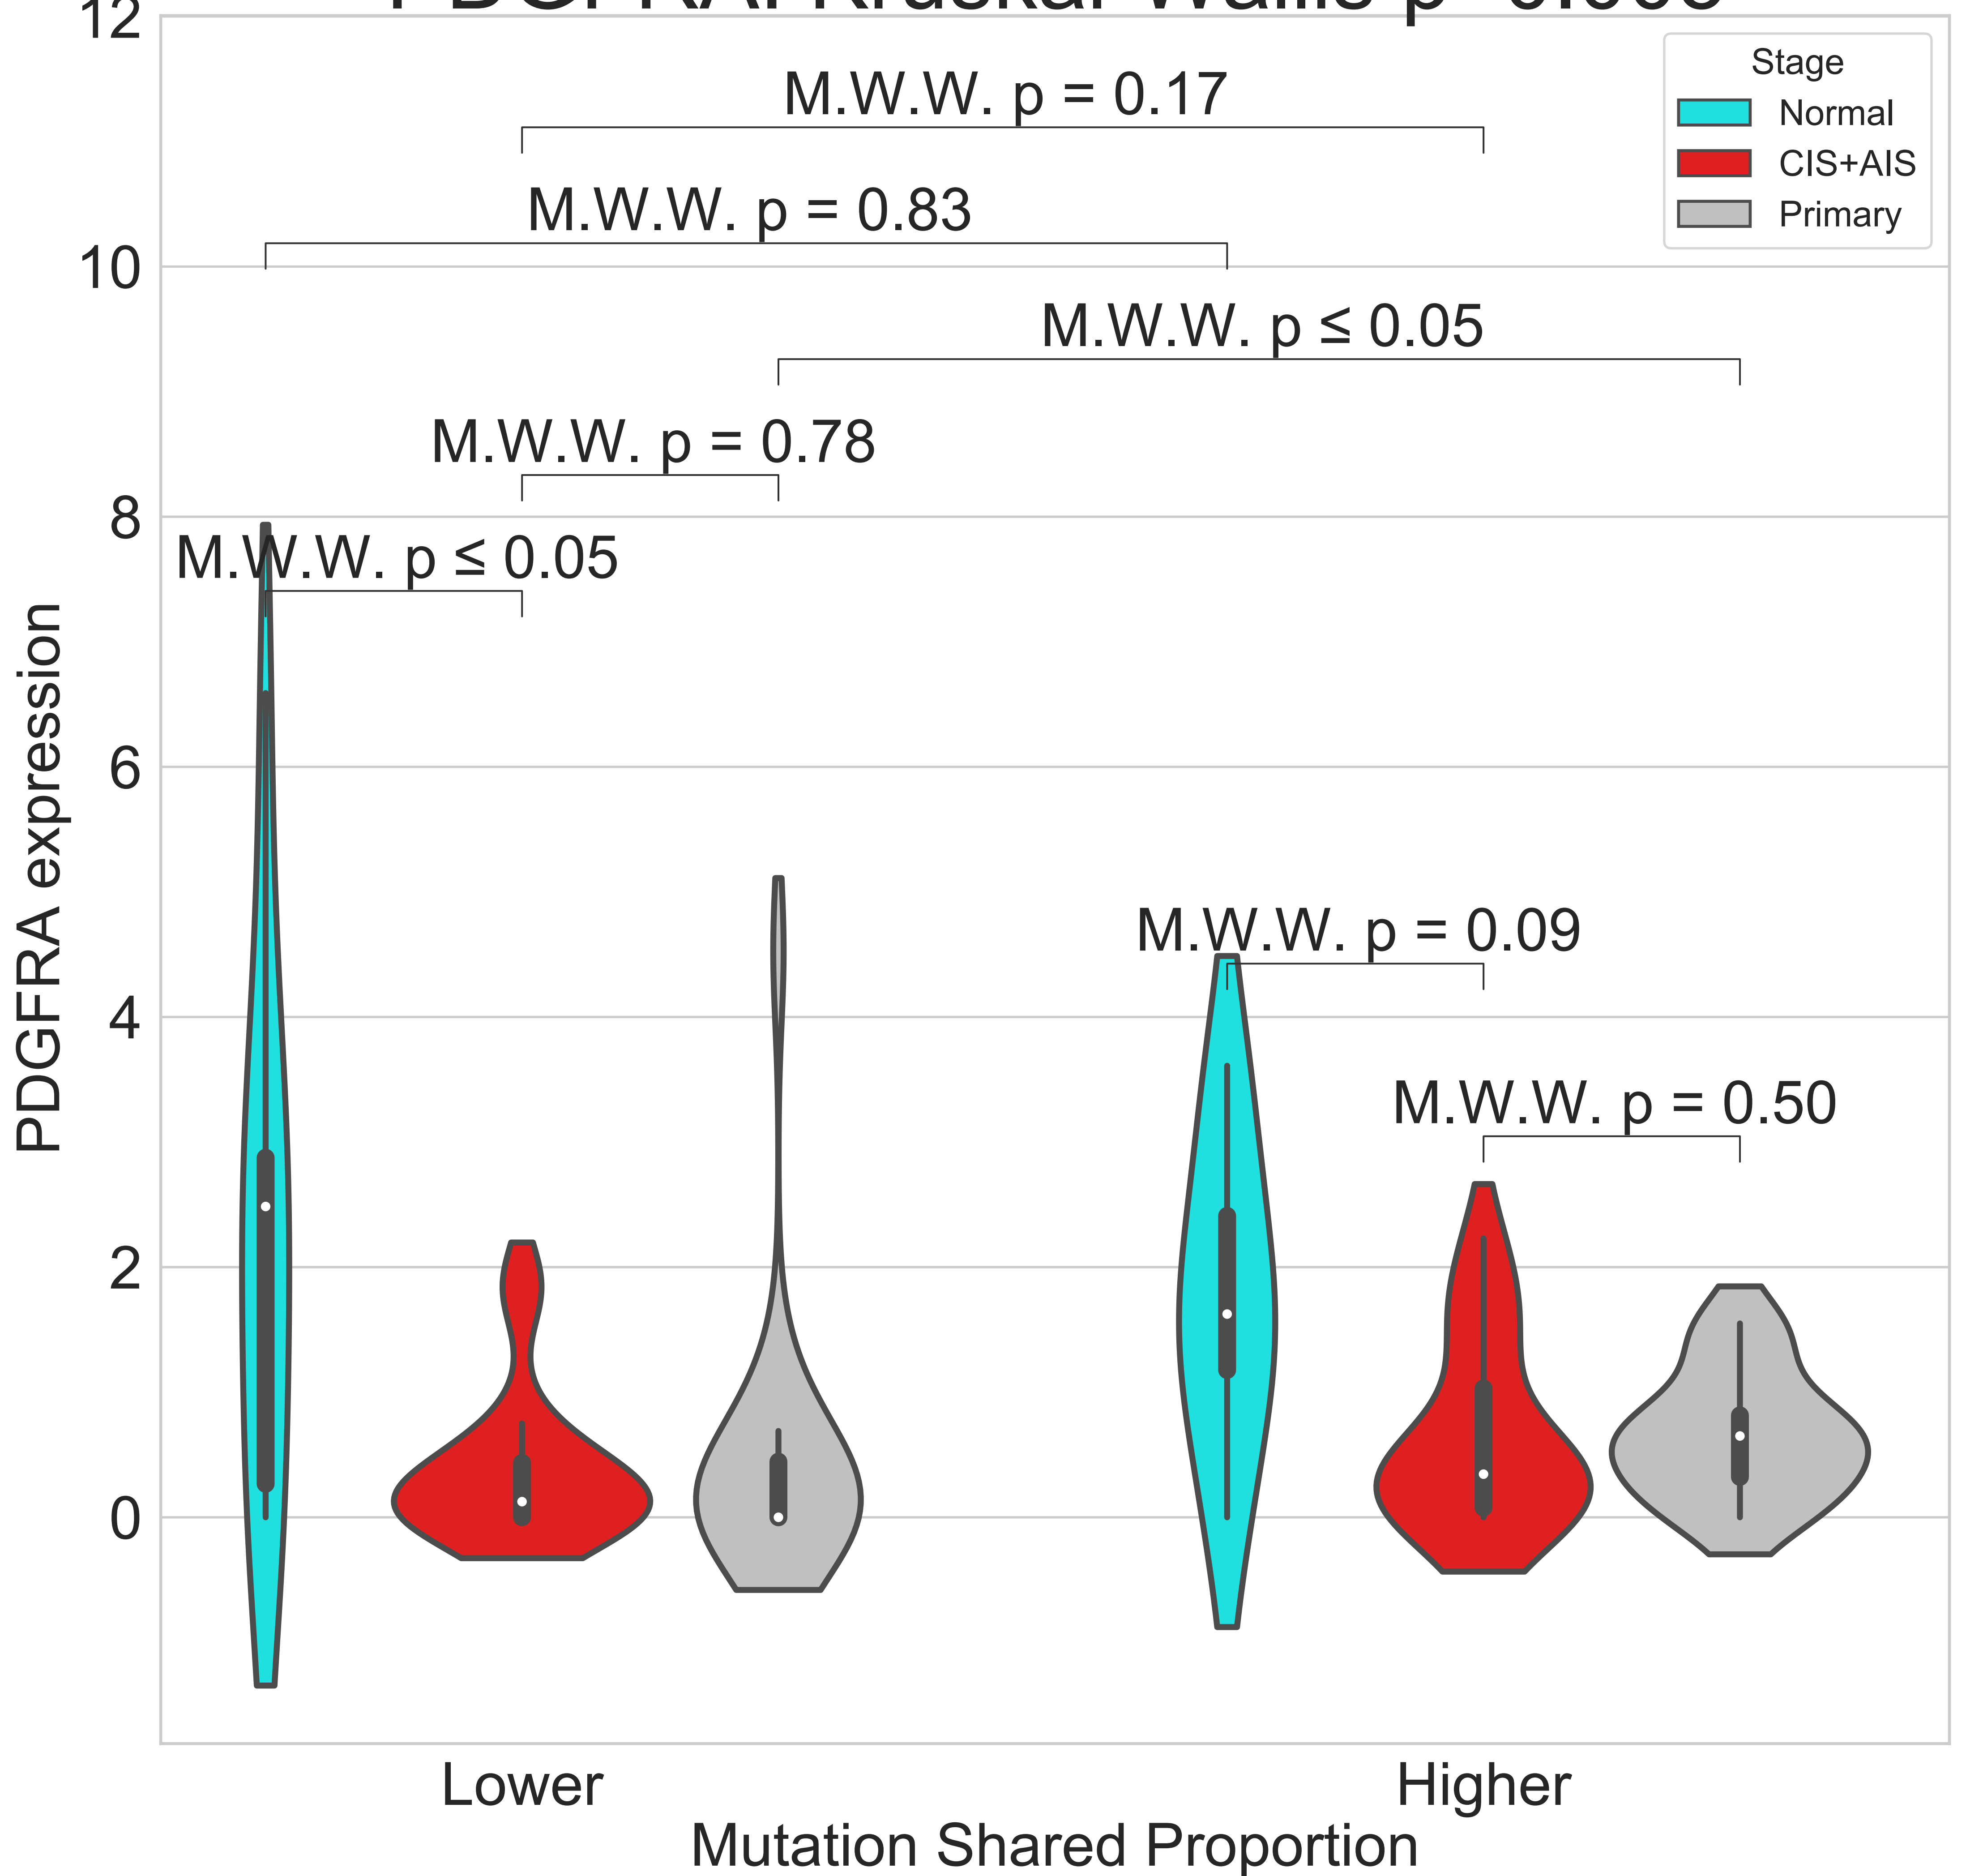 12
M.W.W. p = 0.17
Stage
Normal
CIS+AIS
Primary
M.W.W. p = 0.83
10
M.W.W. p ≤ 0.05
M.W.W. p = 0.78
8
M.W.W. p ≤ 0.05
6
PDGFRA expression
M.W.W. p = 0.09
4
M.W.W. p = 0.50
2
0
Lower
Higher
Mutation Shared Proportion